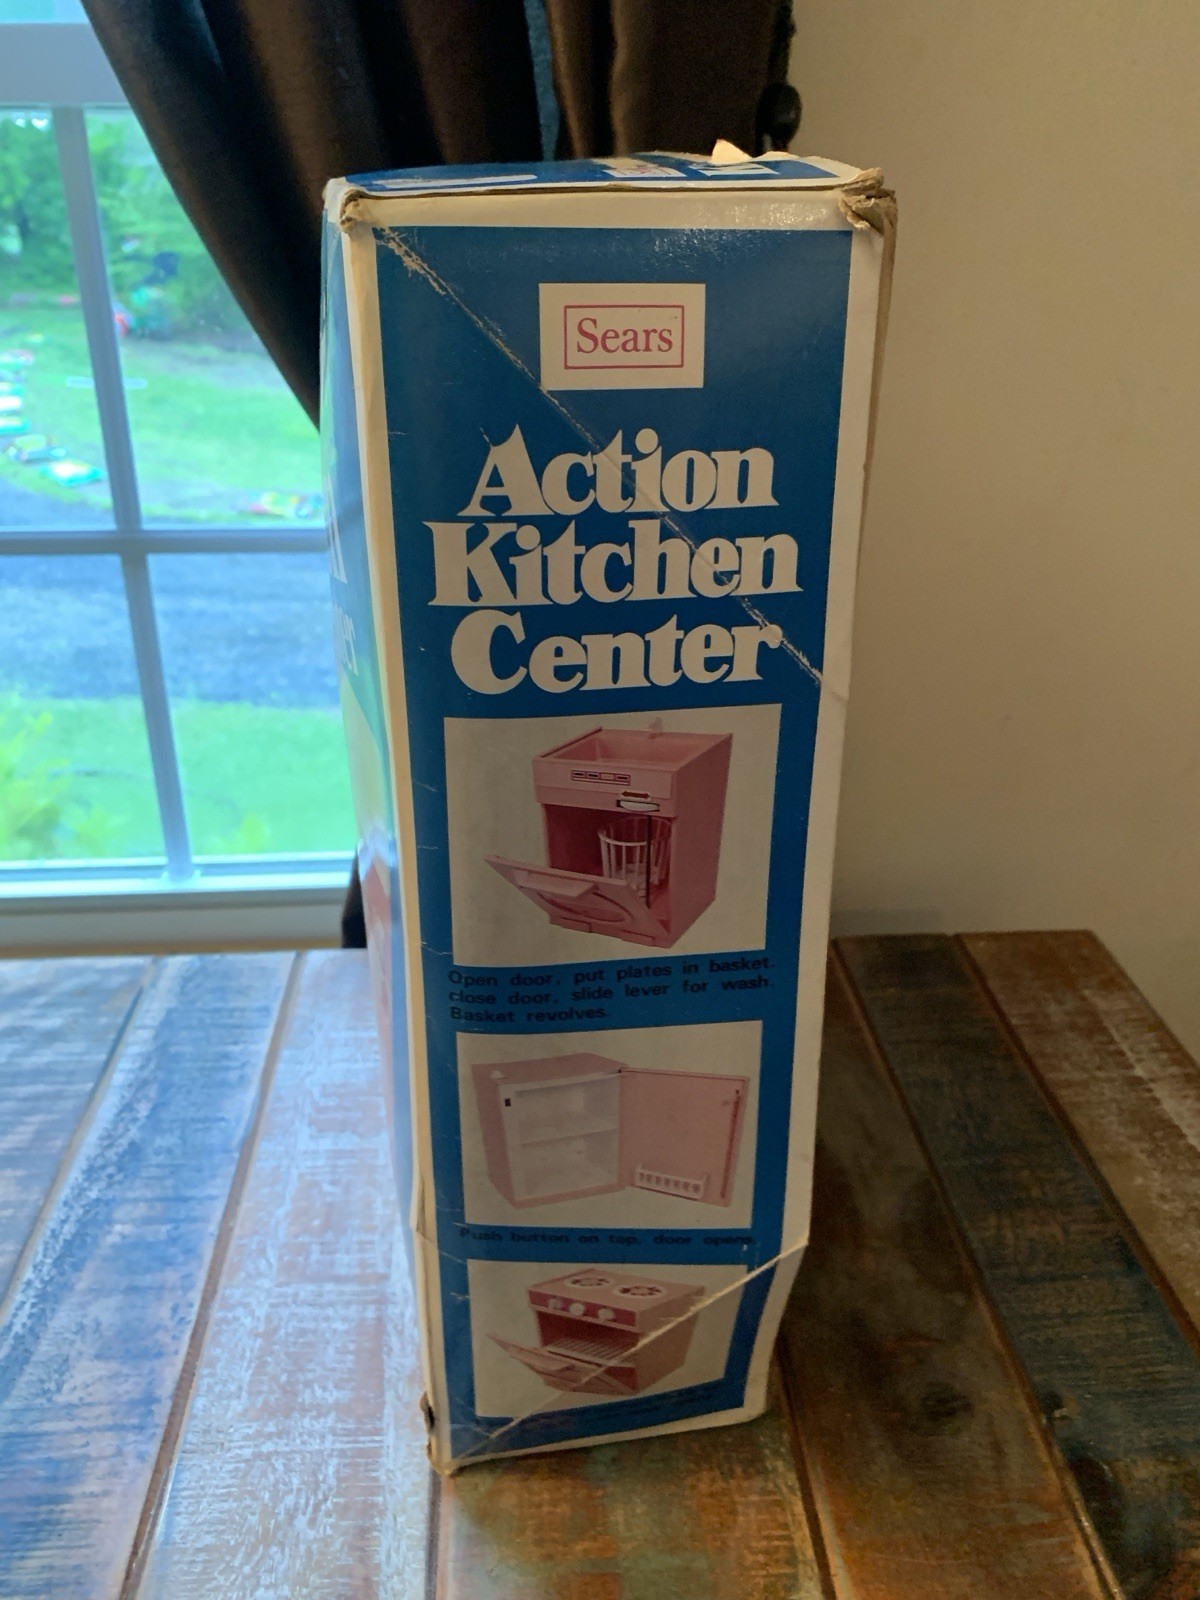 Sears
Action
Kitchen
Center
Open door, put plates in basket,
close door, slide lever for wash.
Basket revolves.
Push button on top, door opens.